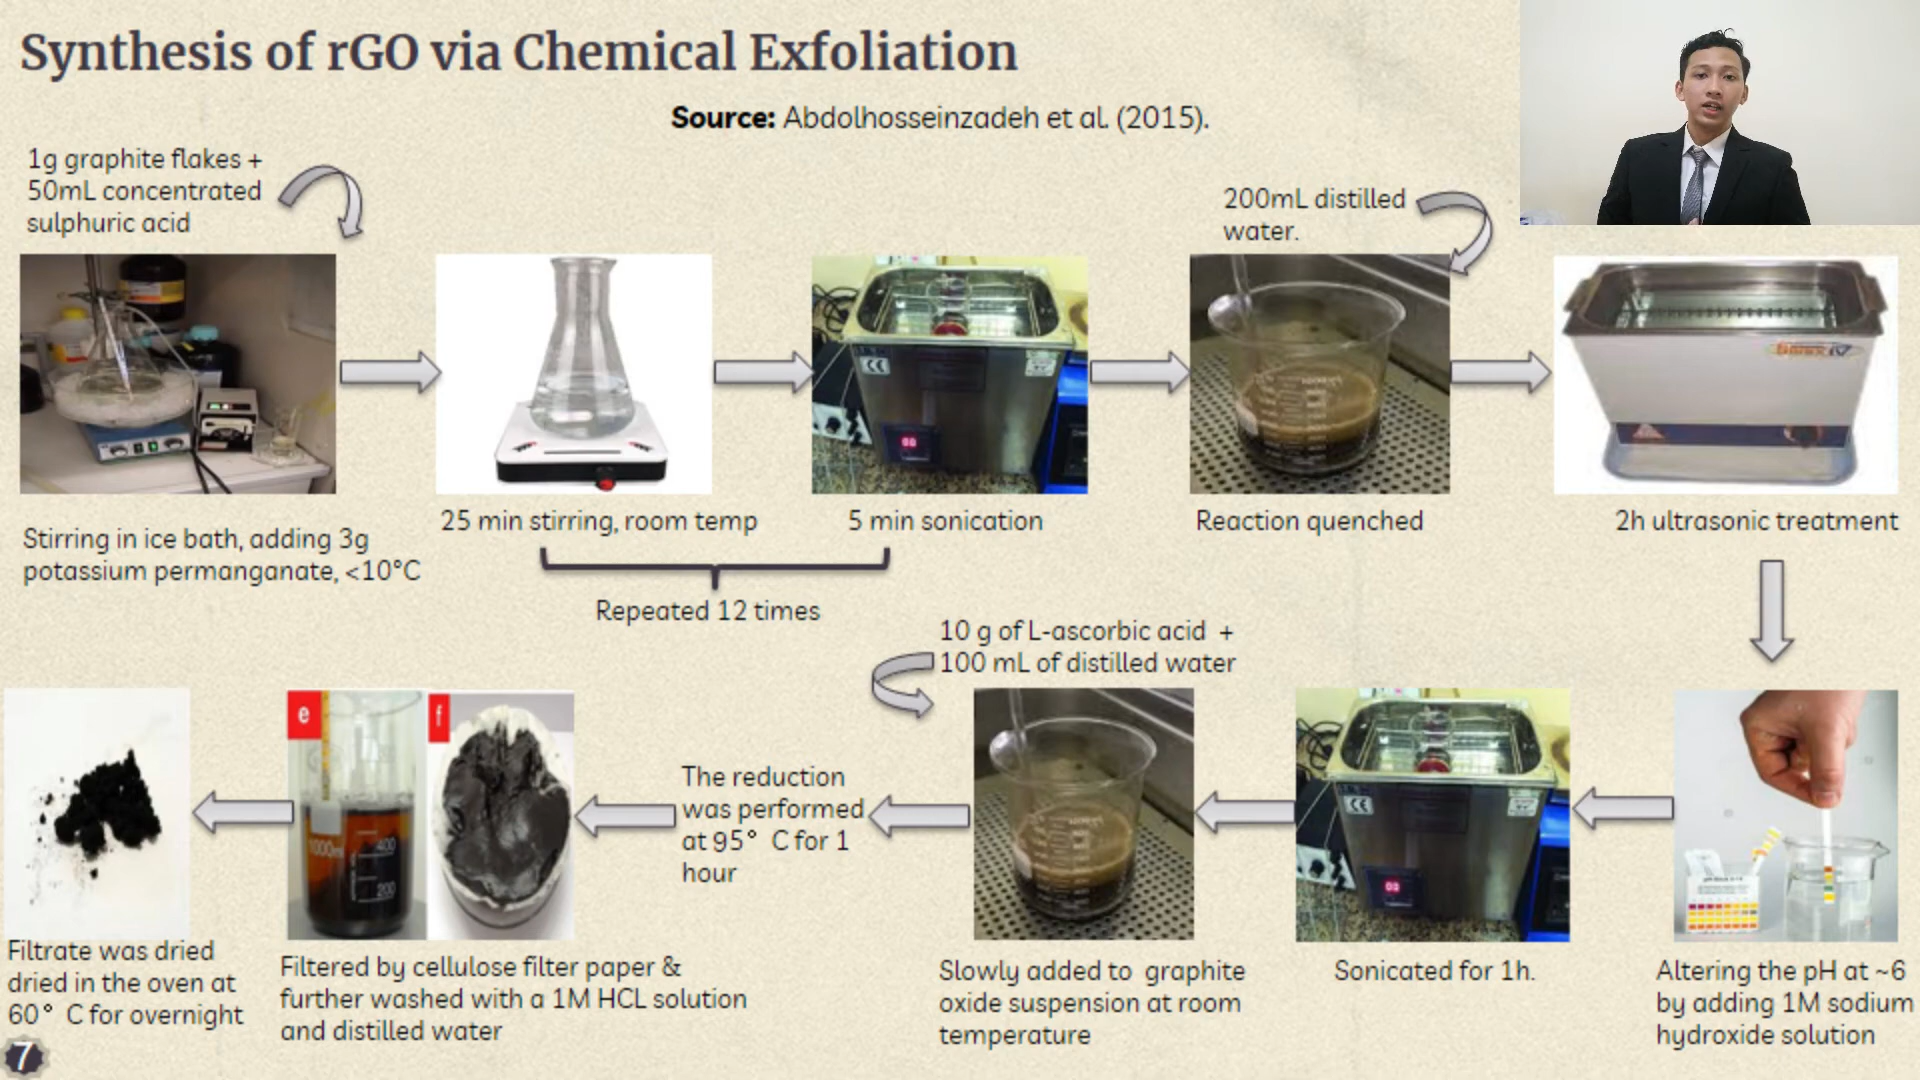 Synthesis of rGO via Chemical Exfoliation
Source: Abdolhosseinzadeh et al. (2015).
1g graphite flakes +
50mL concentrated
sulphuric acid
200mL distilled
water.
Stirring in ice bath, adding 3g
potassium permanganate, <10°C
25 min stirring, room temp
5 min sonication
Repeated 12 times
Reaction quenched
2h ultrasonic treatment
Altering the pH at ~6
by adding 1M sodium
hydroxide solution
Sonicated for 1h.
10 g of L-ascorbic acid +
100 mL of distilled water
Slowly added to graphite
oxide suspension at room
temperature
The reduction
was performed
at 95° C for 1
hour
e
f
1000ml
400
200
Filtered by cellulose filter paper &
further washed with a 1M HCL solution
and distilled water
Filtrate was dried
dried in the oven at
60° C for overnight
7